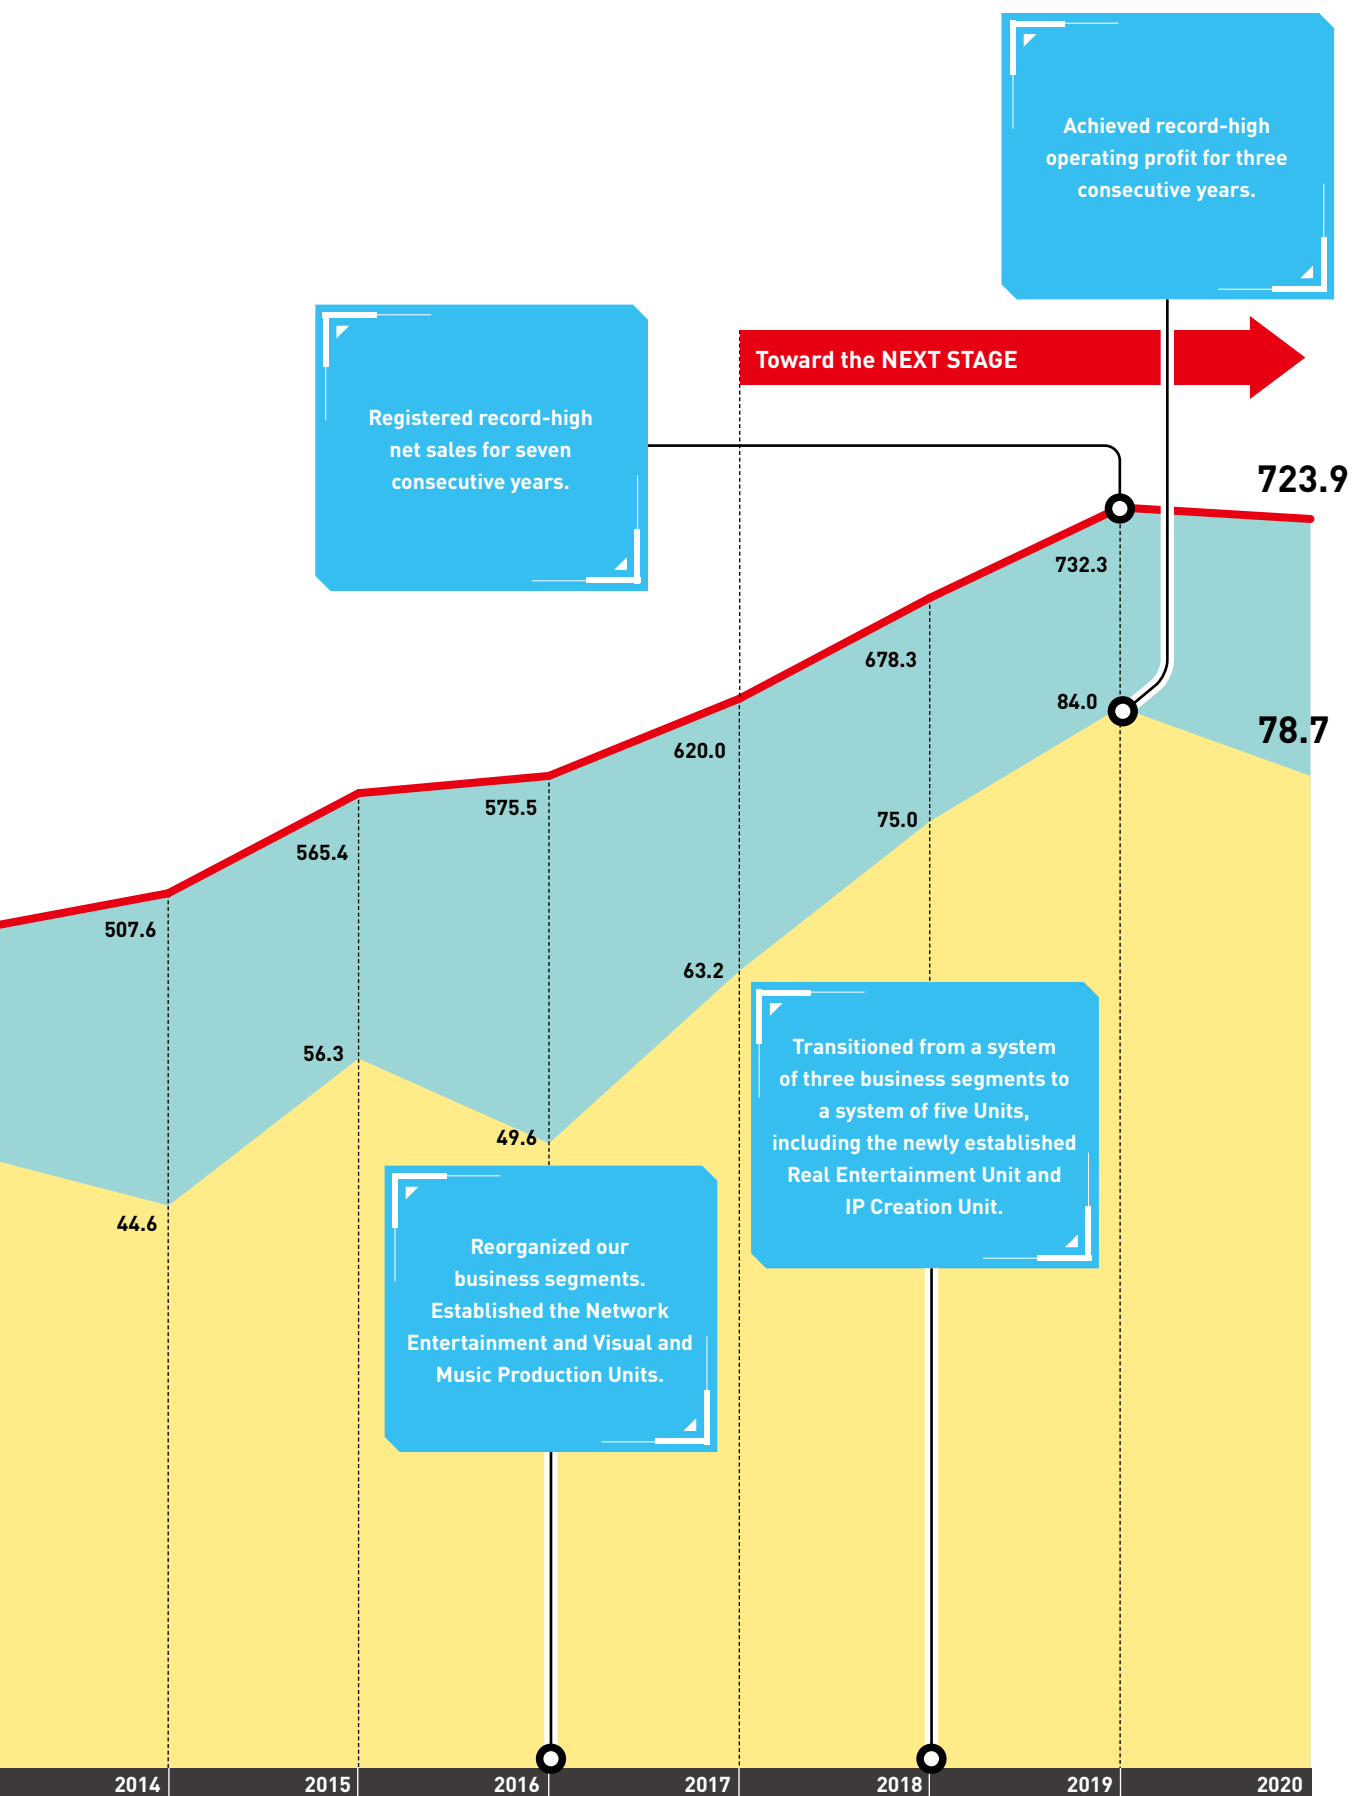 Achieved record-high
operating profit for three
consecutive years.
Toward the NEXT STAGE
Registered record-high
net sales for seven
consecutive years.
723.9
732.3
678.3
84.0
78.7
620.0
575.5
75.0
565.4
507.6
63.2
56.3
Transitioned from a system
of three business segments to
a system of five Units,
including the newly established
Real Entertainment Unit and
IP Creation Unit.
49.6
44.6
Reorganized our
business segments.
Established the Network
Entertainment and Visual and
Music Production Units.
2014 2015 2016 2017 2018 2019 2020